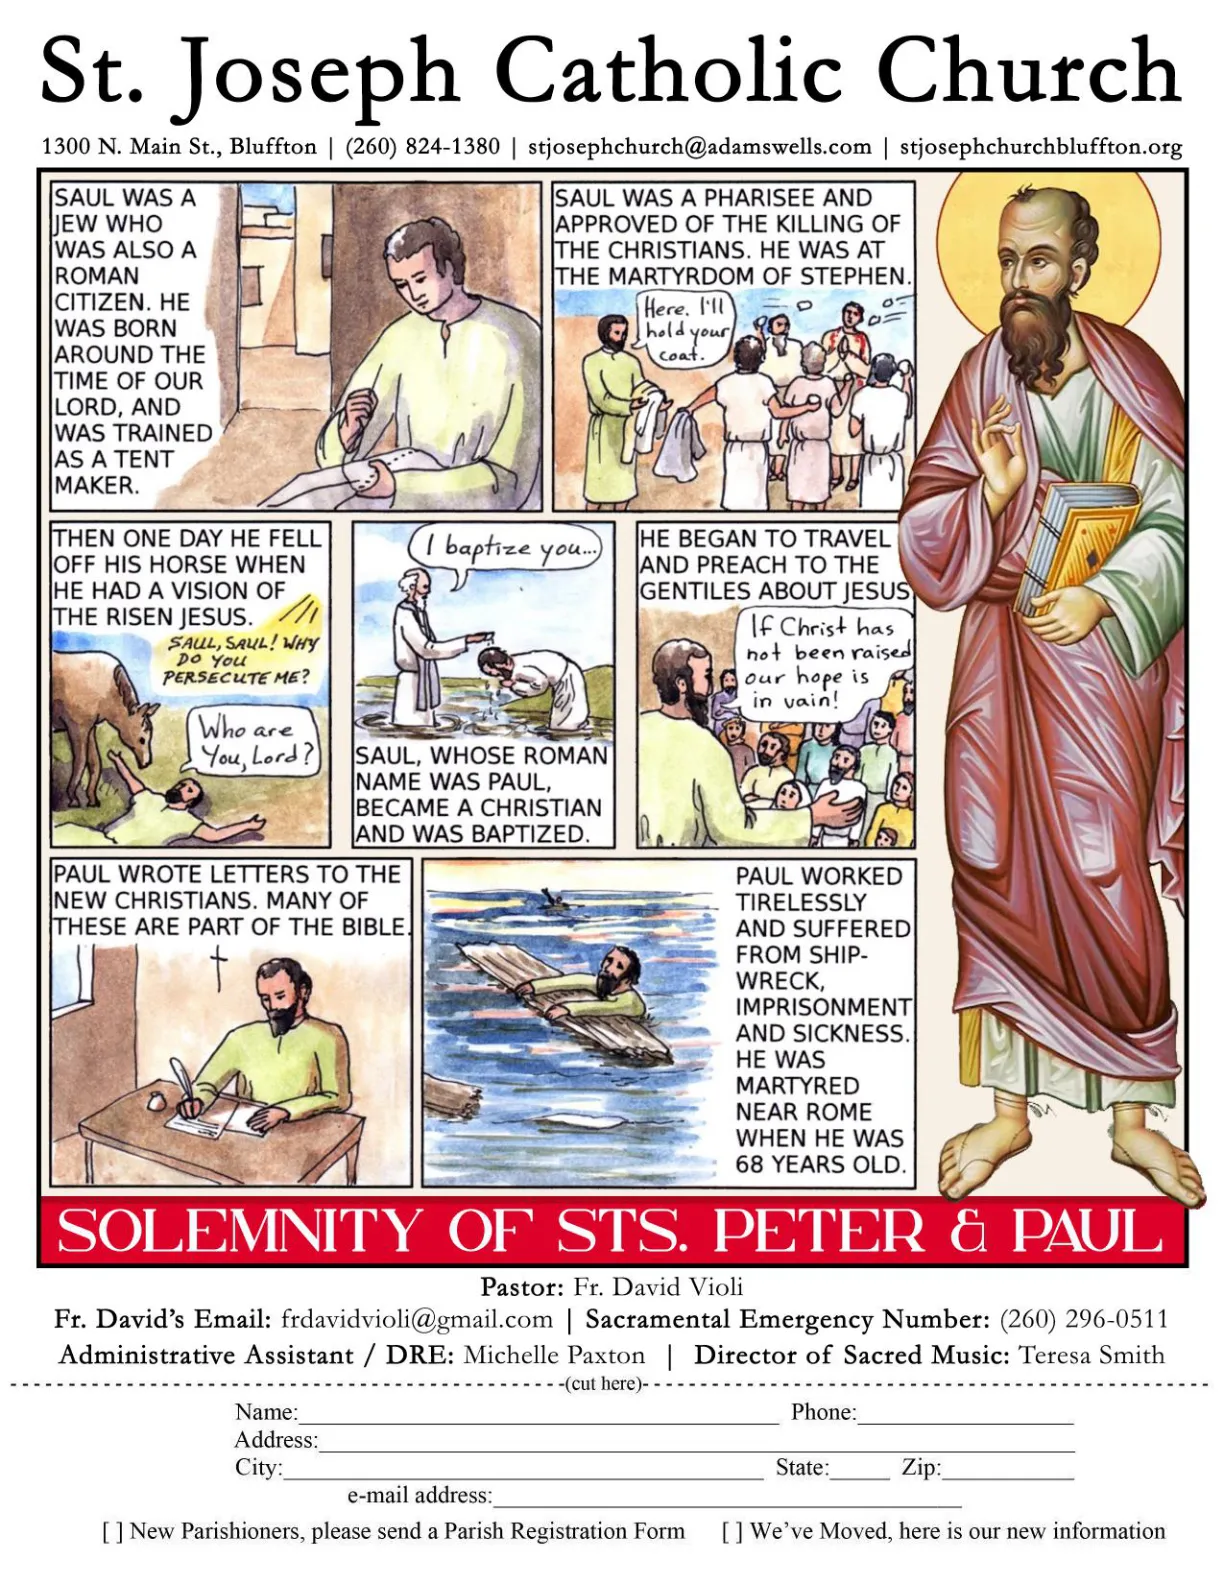 St. Joseph Catholic Church
1300 N. Main St., Bluffton | (260) 824-1380 | stjosephchurch@adamswells.com | stjosephchurchbluffton.org
SAUL WAS A
JEW WHO
WAS ALSO A
ROMAN
CITIZEN. HE
WAS BORN
AROUND THE
TIME OF OUR
LORD, AND
WAS TRAINED
AS A TENT
MAKER.
SAUL WAS A PHARISEE AND
APPROVED OF THE KILLING OF
THE CHRISTIANS. HE WAS AT
THE MARTYRDOM OF STEPHEN.
Here. I'll
hold your
coat.
THEN ONE DAY HE FELL
OFF HIS HORSE WHEN
HE HAD A VISION OF
THE RISEN JESUS.
SAUL, SAUL! WHY
DO YOU
PERSECUTE ME?
Who are
You, Lord?
I baptize you...
SAUL, WHOSE ROMAN
NAME WAS PAUL,
BECAME A CHRISTIAN
AND WAS BAPTIZED.
HE BEGAN TO TRAVEL
AND PREACH TO THE
GENTILES ABOUT JESUS
If Christ has
not been raised
our hope is
in vain!
PAUL WROTE LETTERS TO THE
NEW CHRISTIANS. MANY OF
THESE ARE PART OF THE BIBLE.
PAUL WORKED
TIRELESSLY
AND SUFFERED
FROM SHIP-
WRECK,
IMPRISONMENT
AND SICKNESS.
HE WAS
MARTYRED
NEAR ROME
WHEN HE WAS
68 YEARS OLD.
SOLEMNITY OF STS. PETER & PAUL
Pastor: Fr. David Violi
Fr. David's Email: frdavidvioli@gmail.com | Sacramental Emergency Number: (260) 296-0511
Administrative Assistant / DRE: Michelle Paxton | Director of Sacred Music: Teresa Smith
(cut here)
Name: Phone:
Address:
City: State: Zip:
e-mail address:
[ ] New Parishioners, please send a Parish Registration Form [ ] We've Moved, here is our new information